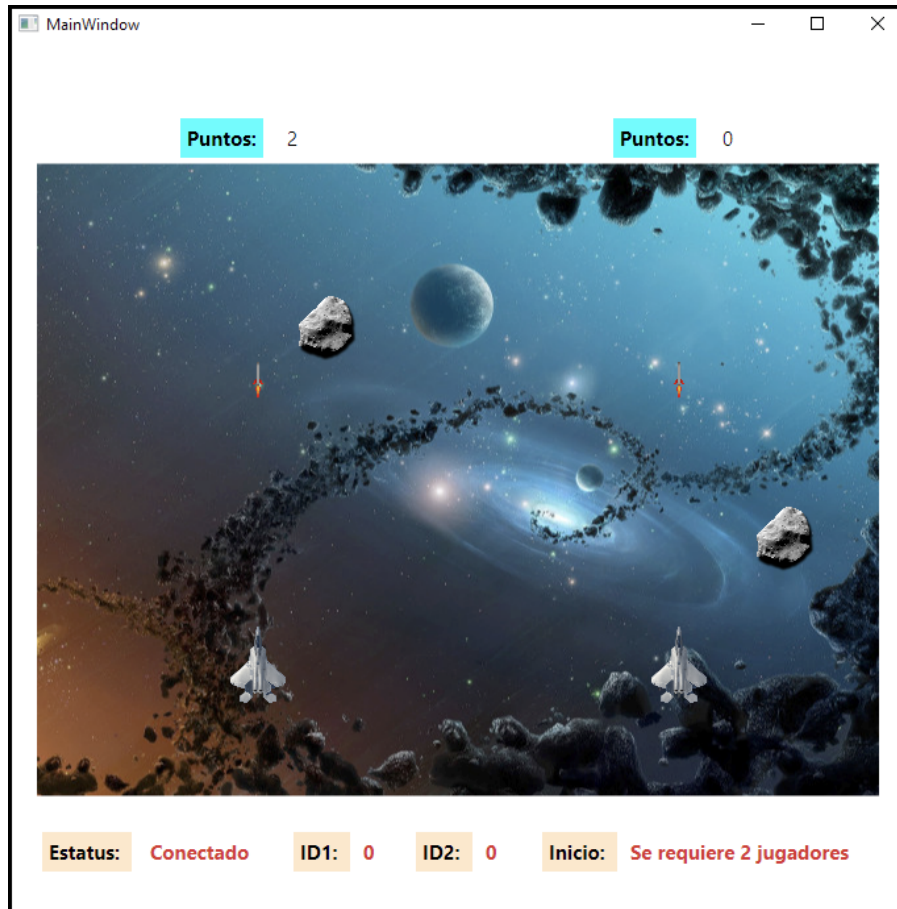 MainWindow
Puntos: 2 Puntos: 0
Estatus: Conectado ID1: 0 ID2: 0 Inicio: Se requiere 2 jugadores